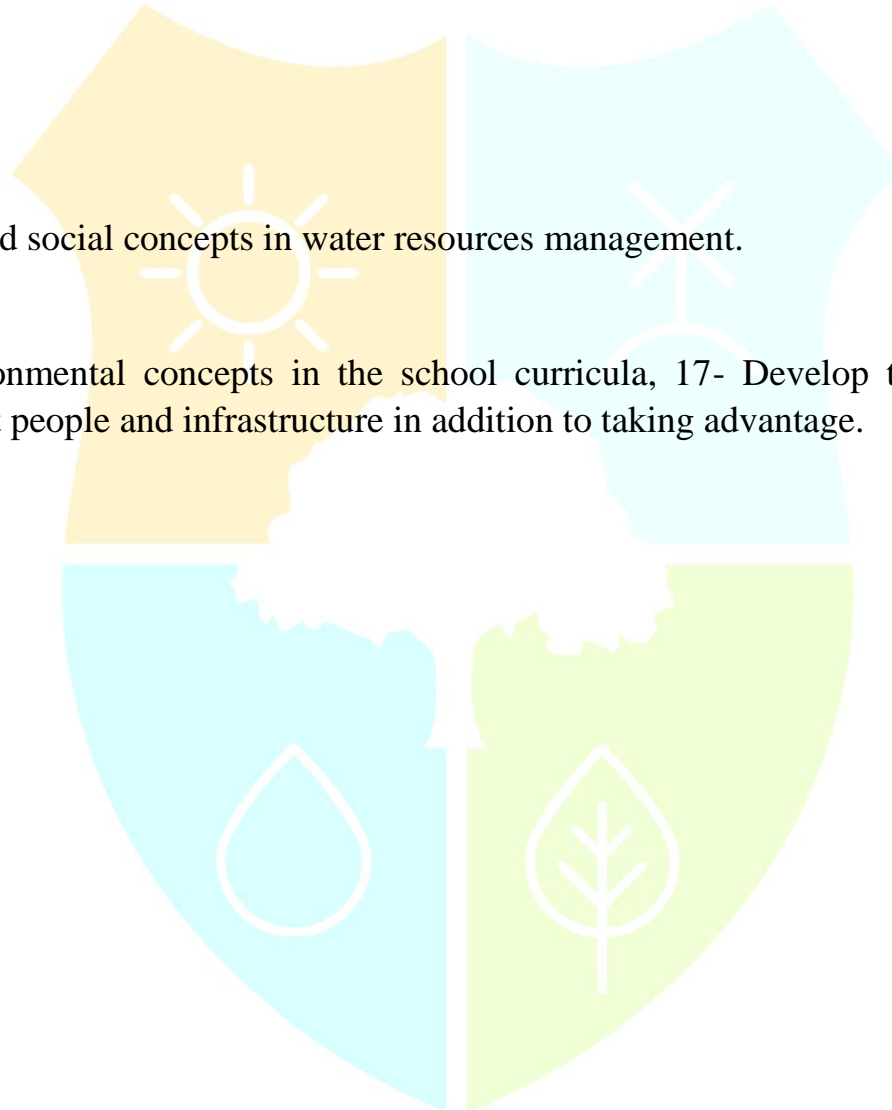 d social concepts in water resources management.
onmental concepts in the school curricula, 17- Develop t
people and infrastructure in addition to taking advantage.